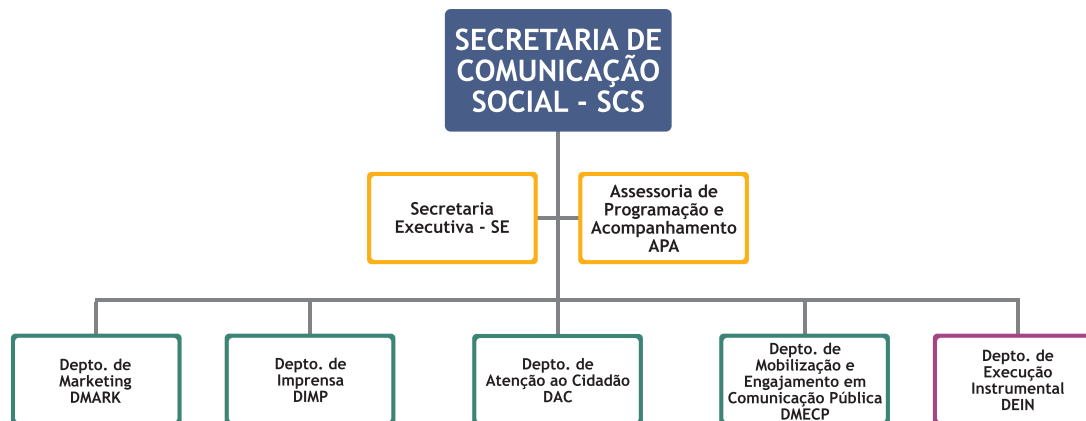 SECRETARIA DE
COMUNICAÇÃO
SOCIAL - SCS
Secretaria
Executiva - SE
Assessoria de
Programação e
Acompanhamento
APA
Depto. de
Marketing
DMARK
Depto. de
Imprensa
DIMP
Depto. de
Atenção ao Cidadão
DAC
Depto. de
Mobilização e
Engajamento em
Comunicação Pública
DMECP
Depto. de
Execução
Instrumental
DEIN